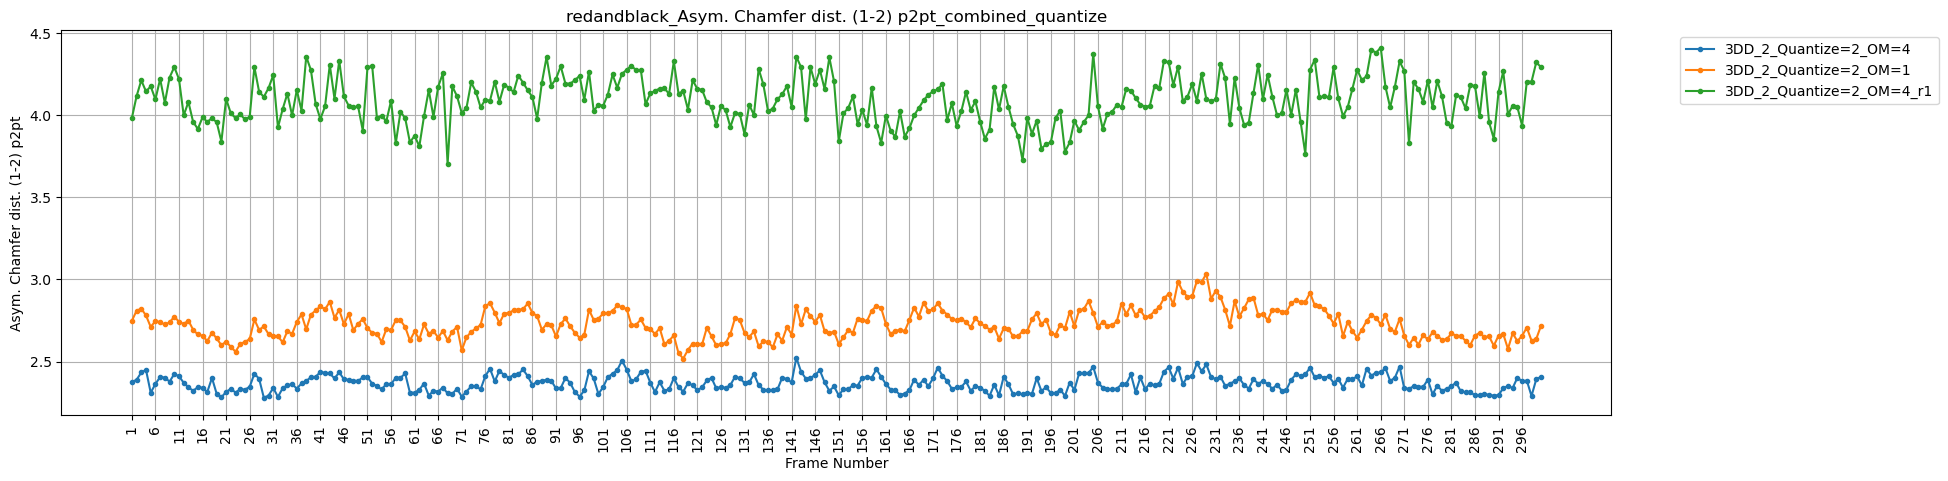 redandblack_Asym. Chamfer dist. (1-2) p2pt_combined_quantize
Asym. Chamfer dist. (1-2) p2pt
4.5
4.0
3.5
3.0
2.5
1 6 11 16 21 26 31 36 41 46 51 56 61 66 71 76 81 86 91 96 101 106 111 116 121 126 131 136 141 146 151 156 161 166 171 176 181 186 191 196 201 206 211 216 221 226 231 236 241 246 251 256 261 266 271 276 281 286 291 296
Frame Number
3DD_2_Quantize=2_OM=4
3DD_2_Quantize=2_OM=1
3DD_2_Quantize=2_OM=4_r1